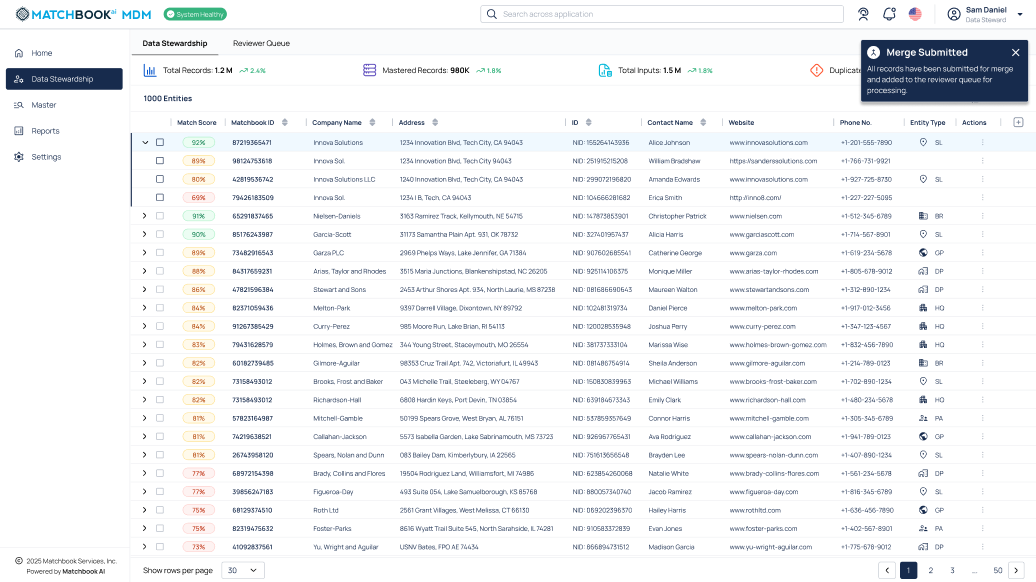 MATCHBOOK ai MDM
System Healthy
Search across application
Sam Daniel
Data Steward
Home
Data Stewardship
Master
Reports
Settings
Data Stewardship
Reviewer Queue
Total Records: 1.2 M 2.4%
Mastered Records: 980K 1.8%
Total Inputs: 1.5 M 1.8%
Duplicate
Merge Submitted
All records have been submitted for merge
and added to the reviewer queue for
processing.
1000 Entities
Match Score Matchbook ID Company Name Address ID Contact Name Website Phone No. Entity Type Actions
92% 87219365471 Innova Solutions 1234 Innovation Blvd, Tech City, CA 94043 NID: 155264143936 Alice Johnson www.innovasolutions.com +1-201-555-7890 SL
89% 98124753618 Innova Sol. 1234 Innovation Blvd, Tech City 94043 NID: 251915215208 William Bradshaw https://sanderssolutions.com +1-766-731-9921
80% 42819536742 Innova Solutions LLC 1240 Innovation Blvd, Tech City, CA 94043 NID: 299072196820 Amanda Edwards www.innovasolutions.com +1-927-725-8730 SL
69% 79426183509 Innova Sol. 1234 I B, Tech, CA 94043 NID: 104666281682 Erica Smith http://inno8.com/ +1-227-227-5095
91% 65291837465 Nielsen-Daniels 3163 Ramirez Track, Kellymouth, NE 54715 NID: 147873853901 Christopher Patrick www.nielsen.com +1-512-345-6789 BR
90% 85176243987 Garcia-Scott 31173 Samantha Plain Apt. 931, OK 78732 NID: 327401957437 Alicia Harris www.garciascott.com +1-714-567-8901 SL
89% 73482916543 Garza PLC 2969 Phelps Ways, Lake Jennifer, GA 71384 NID: 907602685541 Catherine George www.garza.com +1-619-234-5678 GP
88% 84317659231 Arias, Taylor and Rhodes 3515 Maria Junctions, Blankenshipstad, NC 26205 NID: 925114106375 Monique Miller www.arias-taylor-rhodes.com +1-805-678-9012 DP
86% 47821596384 Stewart and Sons 2453 Arthur Shores Apt. 934, North Laurie, MS 87238 NID: 081686690643 Maureen Walton www.stewartandsons.com +1-312-890-1234 DP
84% 82371059436 Melton-Park 9397 Darrell Village, Dixontown, NY 89792 NID: 102481319734 Daniel Pierce www.melton-park.com +1-917-012-3456 HQ
84% 91267385429 Curry-Perez 985 Moore Run, Lake Brian, RI 54113 NID: 120028535948 Joshua Perry www.curry-perez.com +1-347-123-4567 HQ
83% 79431628579 Holmes, Brown and Gomez 344 Young Street, Staceymouth, MO 26554 NID: 381737333104 Marissa Wise www.holmes-brown-gomez.com +1-832-456-7890 HQ
82% 60182739485 Gilmore-Aguilar 98353 Cruz Trail Apt. 742, Victoriafurt, IL 49943 NID: 081486754914 Sheila Anderson www.gilmore-aguilar.com +1-214-789-0123 BR
82% 73158493012 Brooks, Frost and Baker 043 Michelle Trail, Steeleberg, WY 04767 NID: 150830839963 Michael Williams www.brooks-frost-baker.com +1-702-890-1234 SL
82% 73158493012 Richardson-Hall 6808 Hardin Keys, Port Devin, TN 03854 NID: 639184673343 Emily Clark www.richardson-hall.com +1-480-234-5678 HQ
81% 57823164987 Mitchell-Gamble 50199 Spears Grove, West Bryan, AL 76151 NID: 537859357649 Connor Harris www.mitchell-gamble.com +1-305-345-6789 PA
81% 74219638521 Callahan-Jackson 5573 Isabella Garden, Lake Sabrinamouth, MS 73723 NID: 926967765431 Ava Rodriguez www.callahan-jackson.com +1-941-789-0123 GP
81% 26743958120 Spears, Nolan and Dunn 083 Bailey Dam, Kimberlybury, IA 22565 NID: 751613656548 Brayden Lee www.spears-nolan-dunn.com +1-407-890-1234 SL
77% 68972154398 Brady, Collins and Flores 19504 Rodriguez Land, Williamsfort, MI 74986 NID: 623854260068 Natalie White www.brady-collins-flores.com +1-561-234-5678 DP
77% 39856247183 Figueroa-Day 493 Suite 054, Lake Samuelborough, KS 85768 NID: 880057340740 Jacob Ramirez www.figueroa-day.com +1-816-345-6789 SL
75% 68129374510 Roth Ltd 2561 Grant Villages, West Melissa, CT 66130 NID: 069202396370 Hailey Harris www.rothltd.com +1-636-456-7890 GP
75% 82319475632 Foster-Parks 8616 Wyatt Trail Suite 545, North Sarahside, IL 74281 NID: 910583372839 Evan Jones www.foster-parks.com +1-402-567-8901 PA
73% 41092837561 Yu, Wright and Aguilar USNV Bates, FPO AE 74434 NID: 866894731512 Madison Garcia www.yu-wright-aguilar.com +1-775-678-9012 DP
© 2025 Matchbook Services, Inc.
Powered by Matchbook AI
Show rows per page 30
1 2 3 ... 50